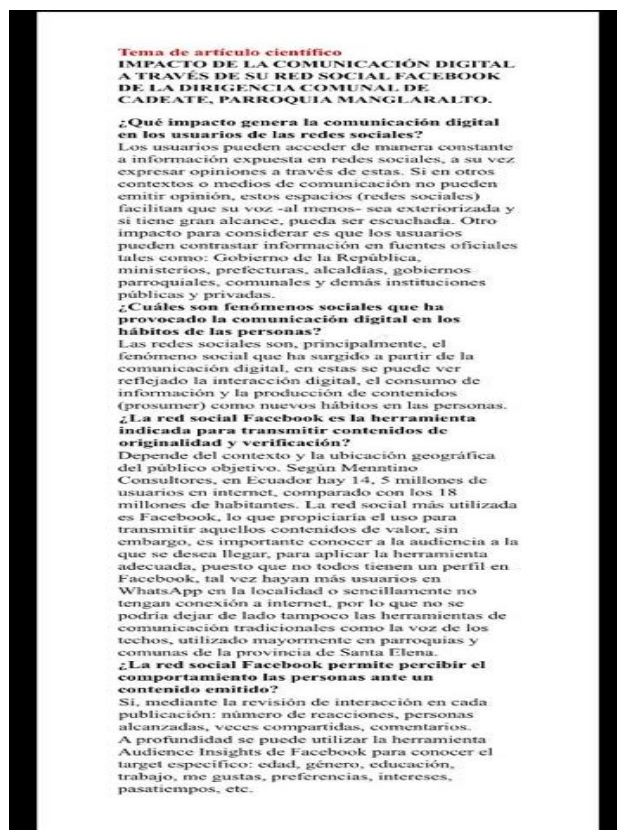 Tema de artículo científico
IMPACTO DE LA COMUNICACIÓN DIGITAL
A TRAVÉS DE SU RED SOCIAL FACEBOOK
DE LA DIRIGENCIA COMUNAL DE
CADEATE, PARROQUIA MANGLARALTO.
¿Qué impacto genera la comunicación digital
en los usuarios de las redes sociales?
Los usuarios pueden acceder de manera constante
a información expuesta en redes sociales, a su vez
expresar opiniones a través de estas. Si en otros
contextos o medios de comunicación no pueden
emitir opinión, estos espacios (redes sociales)
facilitan que su voz -al menos- sea exteriorizada y
si tiene gran alcance, pueda ser escuchada. Otro
impacto para considerar es que los usuarios
pueden contrastar información en fuentes oficiales
tales como: Gobierno de la República,
ministerios, prefecturas, alcaldías, gobiernos
parroquiales, comunales y demás instituciones
públicas y privadas.
¿Cuáles son fenómenos sociales que ha
provocado la comunicación digital en los
hábitos de las personas?
Las redes sociales son, principalmente, el
fenómeno social que ha surgido a partir de la
comunicación digital, en estas se puede ver
reflejado la interacción digital, el consumo de
información y la producción de contenidos
(prosumer) como nuevos hábitos en las personas.
¿La red social Facebook es la herramienta
indicada para transmitir contenidos de
originalidad y verificación?
Depende del contexto y la ubicación geográfica
del público objetivo. Según Menntino
Consultores, en Ecuador hay 14, 5 millones de
usuarios en internet, comparado con los 18
millones de habitantes. La red social más utilizada
es Facebook, lo que propiciaría el uso para
transmitir aquellos contenidos de valor, sin
embargo, es importante conocer a la audiencia a la
que se desea llegar, para aplicar la herramienta
adecuada, puesto que no todos tienen un perfil en
Facebook, tal vez hayan más usuarios en
WhatsApp en la localidad o sencillamente no
tengan conexión a internet, por lo que no se
podría dejar de lado tampoco las herramientas de
comunicación tradicionales como la voz de los
techos, utilizado mayormente en parroquias y
comunas de la provincia de Santa Elena.
¿La red social Facebook permite percibir el
comportamiento las personas ante un
contenido emitido?
Sí, mediante la revisión de interacción en cada
publicación: número de reacciones, personas
alcanzadas, veces compartidas, comentarios.
A profundidad se puede utilizar la herramienta
Audience Insights de Facebook para conocer el
target específico: edad, género, educación,
trabajo, me gustas, preferencias, intereses,
pasatiempos, etc.